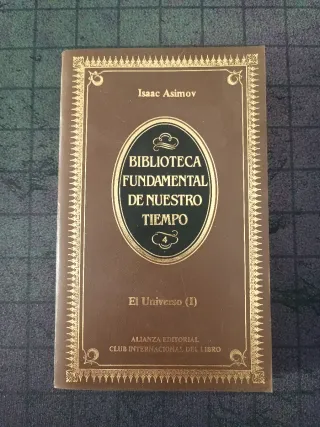 Isaac Asimov
BIBLIOTECA
FUNDAMENTAL
DE NUESTRO
TIEMPO
4
El Universo (I)
ALIANZA EDITORIAL
CLUB INTERNACIONAL DEL LIBRO